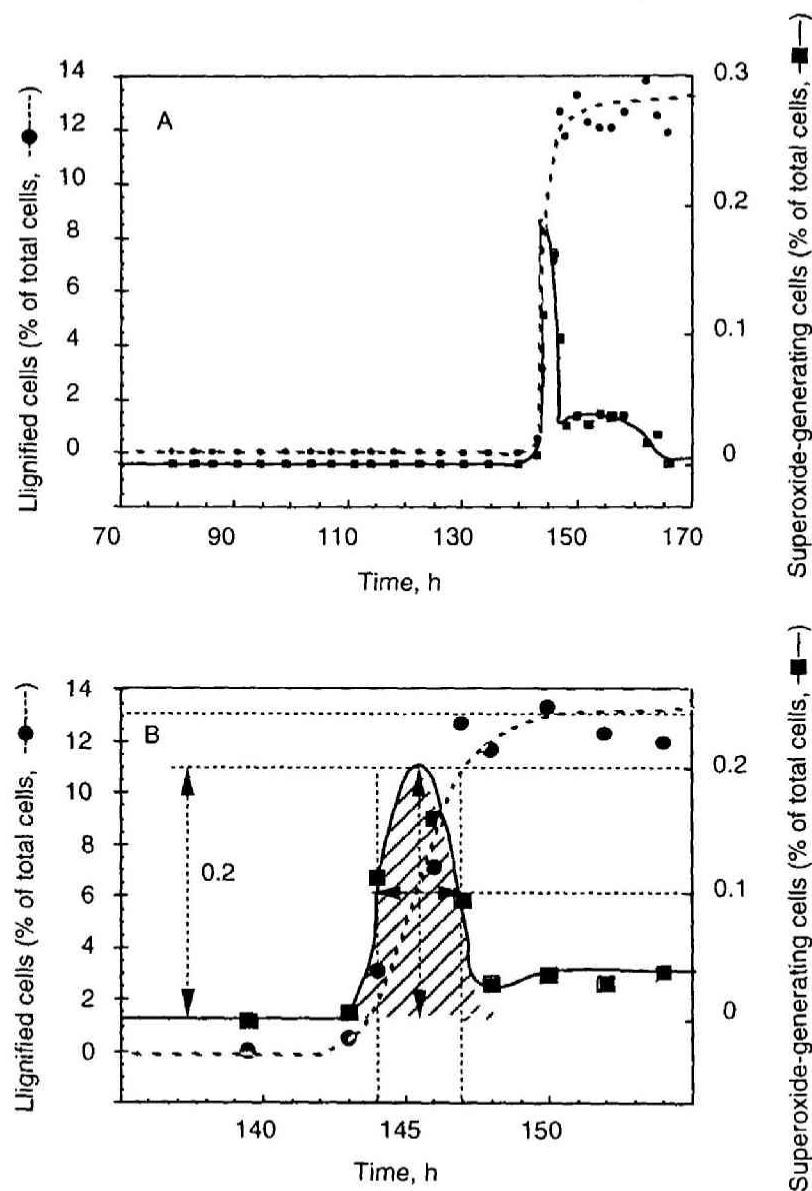 Llignified cells (% of total cells, --●----)
Superoxide-generating cells (% of total cells, -■—)
A
14
12
10
8
6
4
2
0
0.3
0.2
0.1
0
70 90 110 130 150 170
Time, h
Llignified cells (% of total cells, --●----)
Superoxide-generating cells (% of total cells, -■—)
B
14
12
10
8
6
4
2
0
0.2
0.2
0.1
0
140 145 150
Time, h